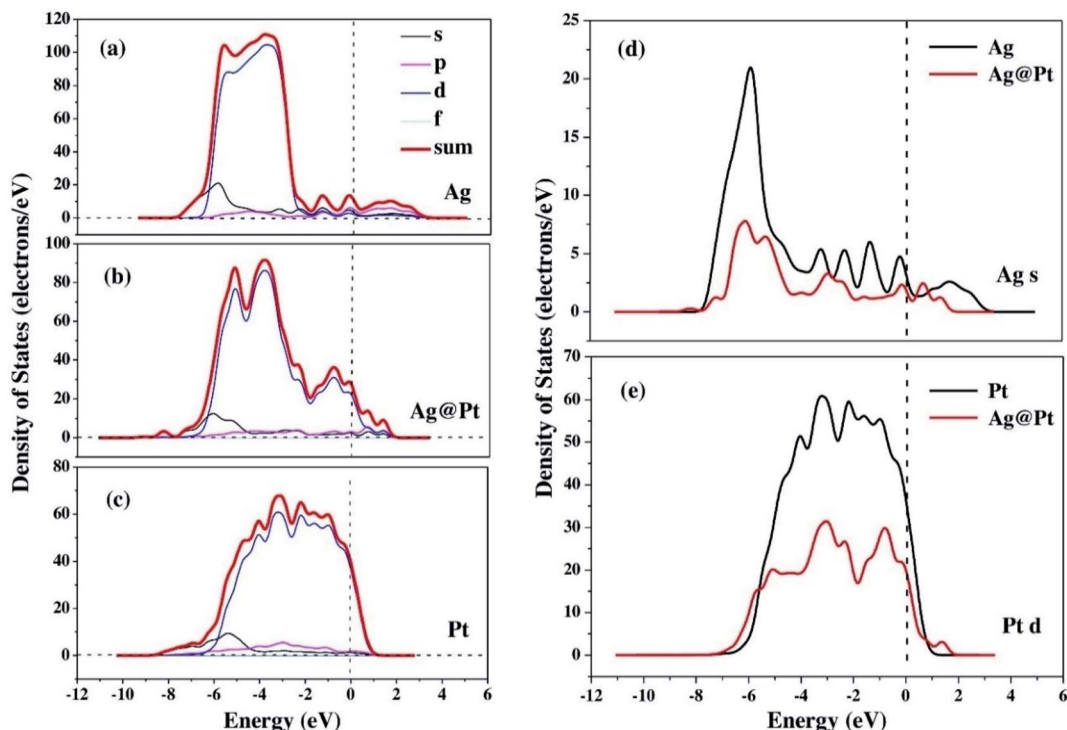 (a)
s
p
d
f
sum
Ag
120
100
80
60
40
20
0
(b)
Ag@Pt
100
80
60
40
20
0
(c)
Pt
80
60
40
20
0
Density of States (electrons/eV)
-12 -10 -8 -6 -4 -2 0 2 4 6
Energy (eV)
(d)
Ag
Ag@Pt
Ag s
25
20
15
10
5
0
(e)
Pt
Ag@Pt
Pt d
70
60
50
40
30
20
10
0
Density of States (electrons/eV)
-12 -10 -8 -6 -4 -2 0 2 4 6
Energy (eV)